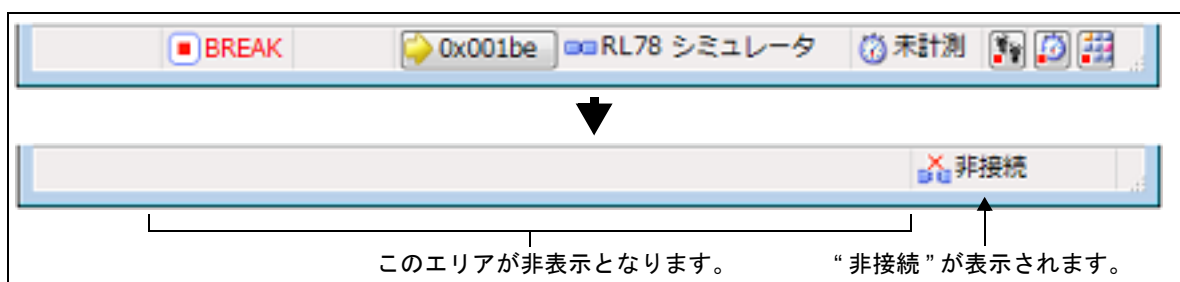 BREAK 0x001be RL78 シミュレータ 未計測
非接続
このエリアが非表示となります。 “非接続”が表示されます。